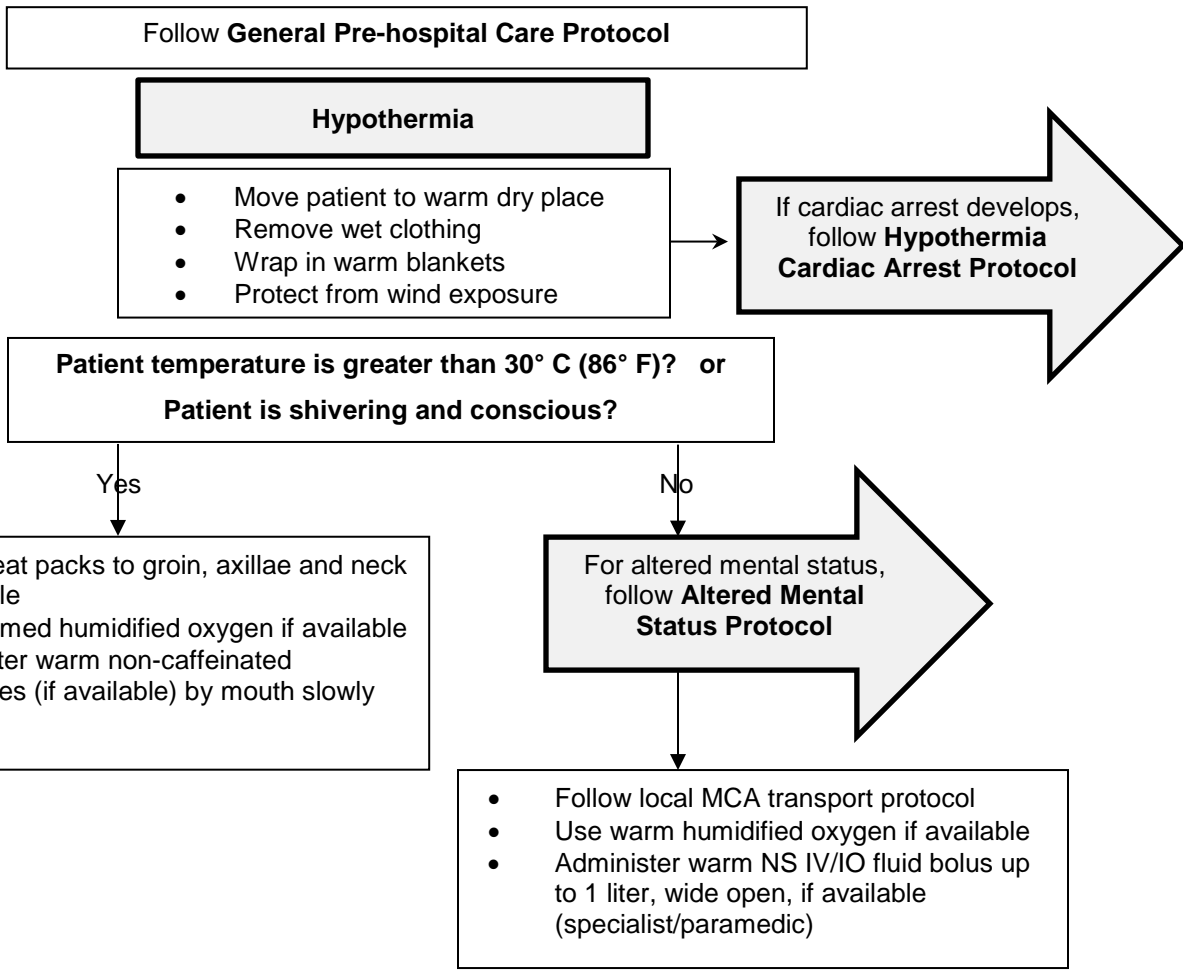 Follow General Pre-hospital Care Protocol
Hypothermia
• Move patient to warm dry place
• Remove wet clothing
• Wrap in warm blankets
• Protect from wind exposure
If cardiac arrest develops,
follow Hypothermia
Cardiac Arrest Protocol
Patient temperature is greater than 30° C (86° F)? or
Patient is shivering and conscious?
Yes
No
eat packs to groin, axillae and neck
le
med humidified oxygen if available
ter warm non-caffeinated
es (if available) by mouth slowly
For altered mental status,
follow Altered Mental
Status Protocol
• Follow local MCA transport protocol
• Use warm humidified oxygen if available
• Administer warm NS IV/IO fluid bolus up
to 1 liter, wide open, if available
(specialist/paramedic)